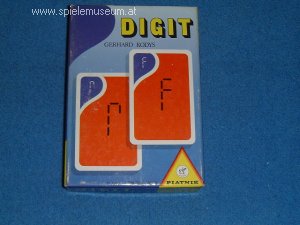 www.spielemuseum.at
DIGIT
GERHARD KODYS
PIATNIK